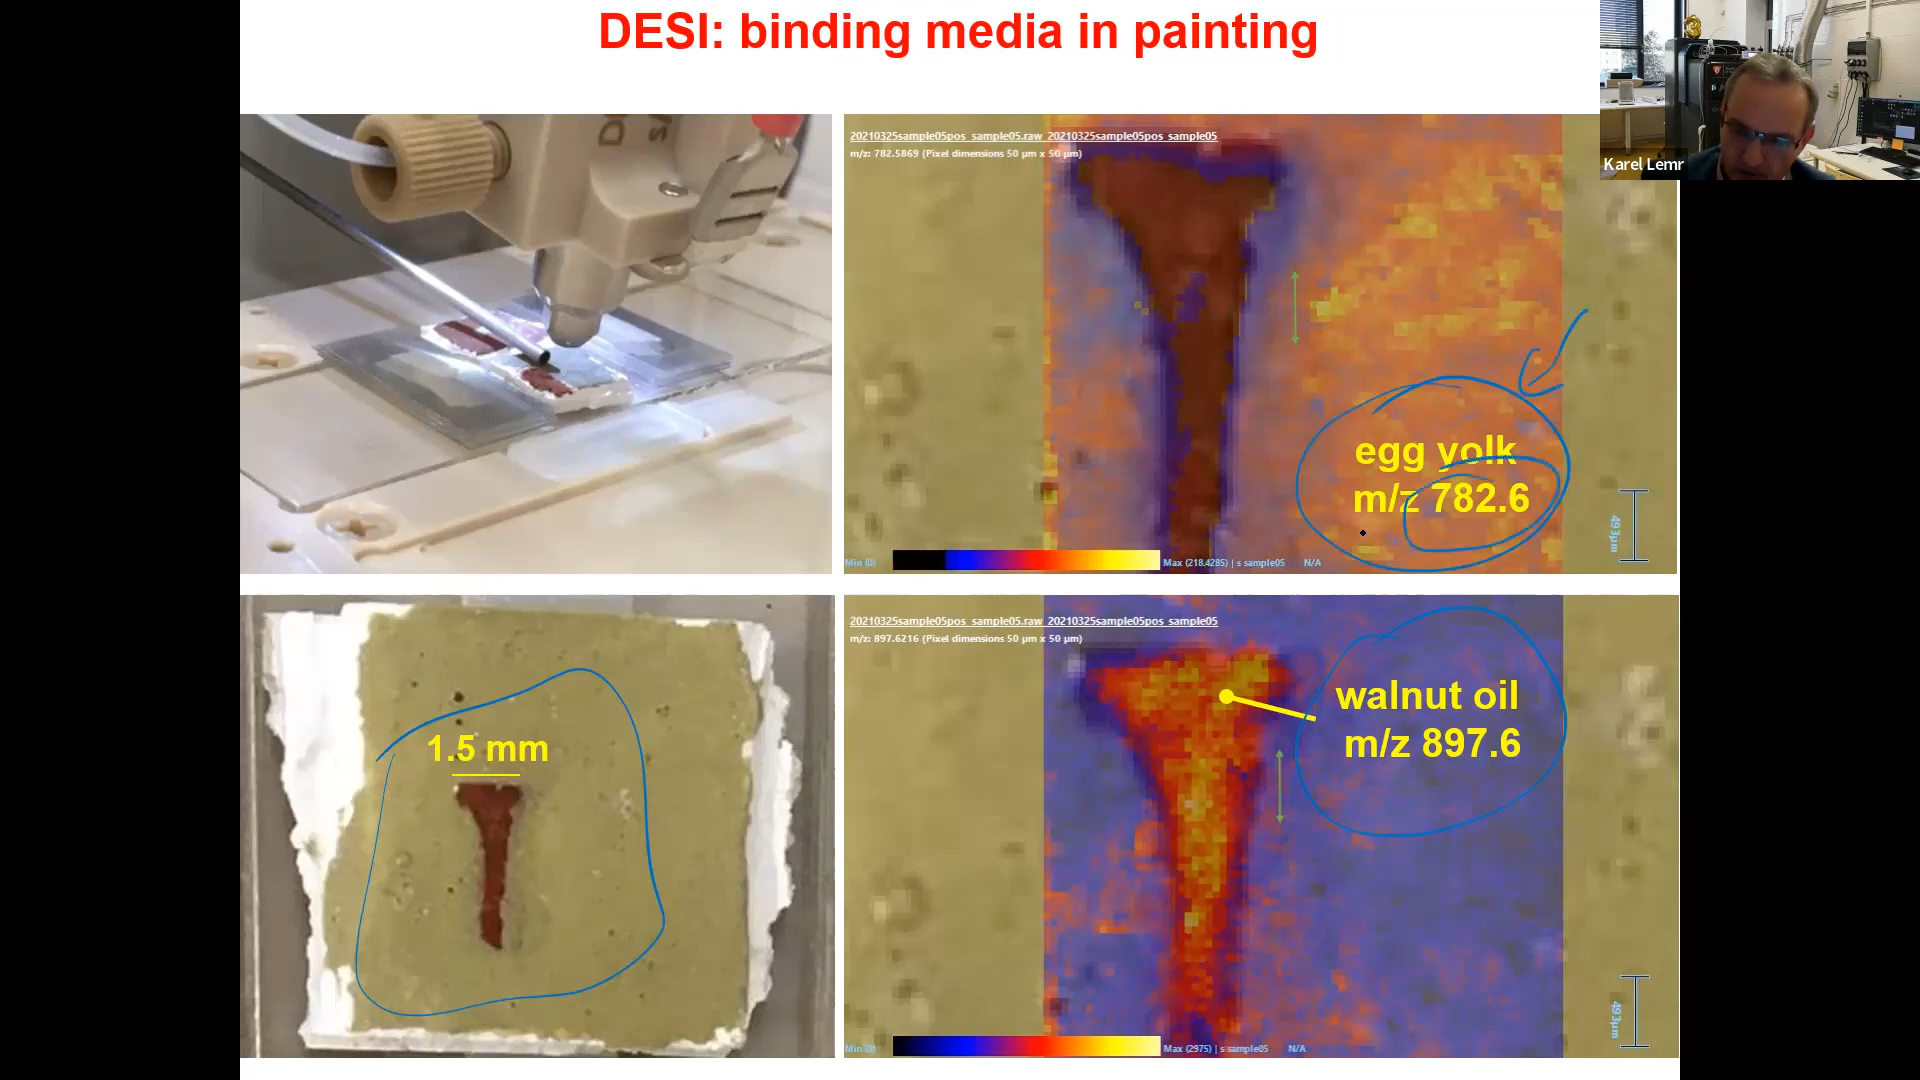 DESI: binding media in painting
Karel Lemr
20210325sample05pos_sample05.raw 20210325sample05pos_sample05
m/z: 782.5869 (Pixel dimensions 50 µm x 50 µm)
egg yolk
m/z 782.6
493µm
Min (0)
Max (218.4285) | s sample05 N/A
1.5 mm
20210325sample05pos_sample05.raw 20210325sample05pos_sample05
m/z: 897.6216 (Pixel dimensions 50 µm x 50 µm)
walnut oil
m/z 897.6
493µm
Min (0)
Max (2975) | s sample05 N/A